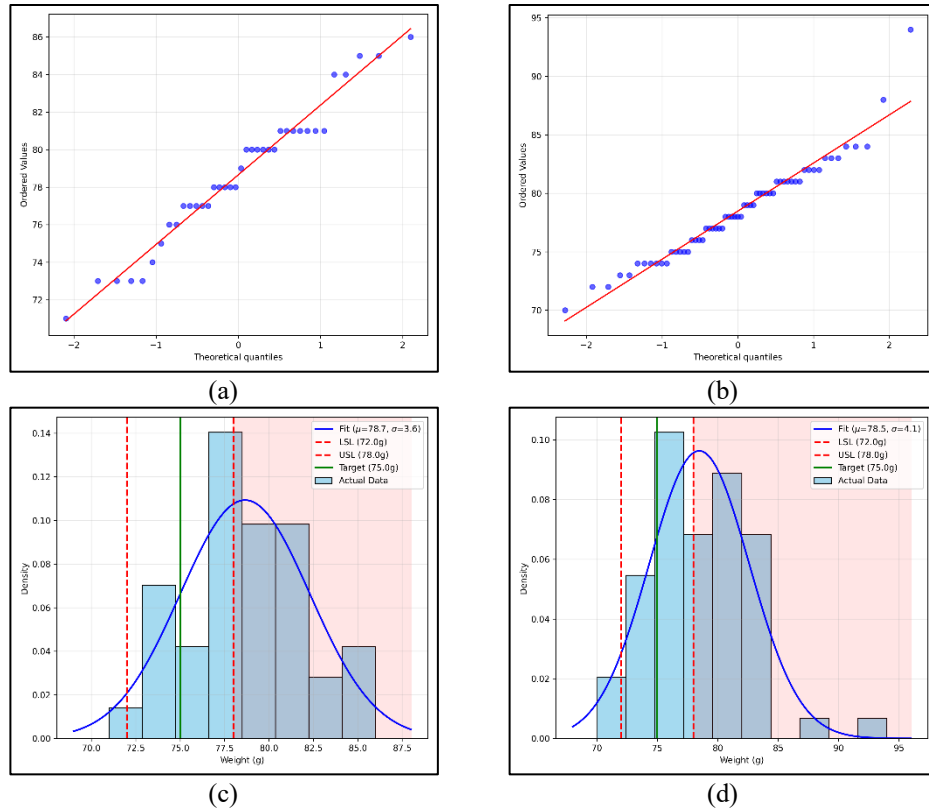 86
84
82
80
78
76
74
72
Ordered Values
−2
−1
0
1
2
Theoretical quantiles
(a)
95
90
85
80
75
70
Ordered Values
−2
−1
0
1
2
Theoretical quantiles
(b)
0.14
0.12
0.10
0.08
0.06
0.04
0.02
0.00
Density
Fit (μ=78.7, σ=3.6)
LSL (72.0g)
USL (78.0g)
Target (75.0g)
Actual Data
70.0
72.5
75.0
77.5
80.0
82.5
85.0
87.5
Weight (g)
(c)
0.10
0.08
0.06
0.04
0.02
0.00
Density
Fit (μ=78.5, σ=4.1)
LSL (72.0g)
USL (78.0g)
Target (75.0g)
Actual Data
70
75
80
85
90
95
Weight (g)
(d)